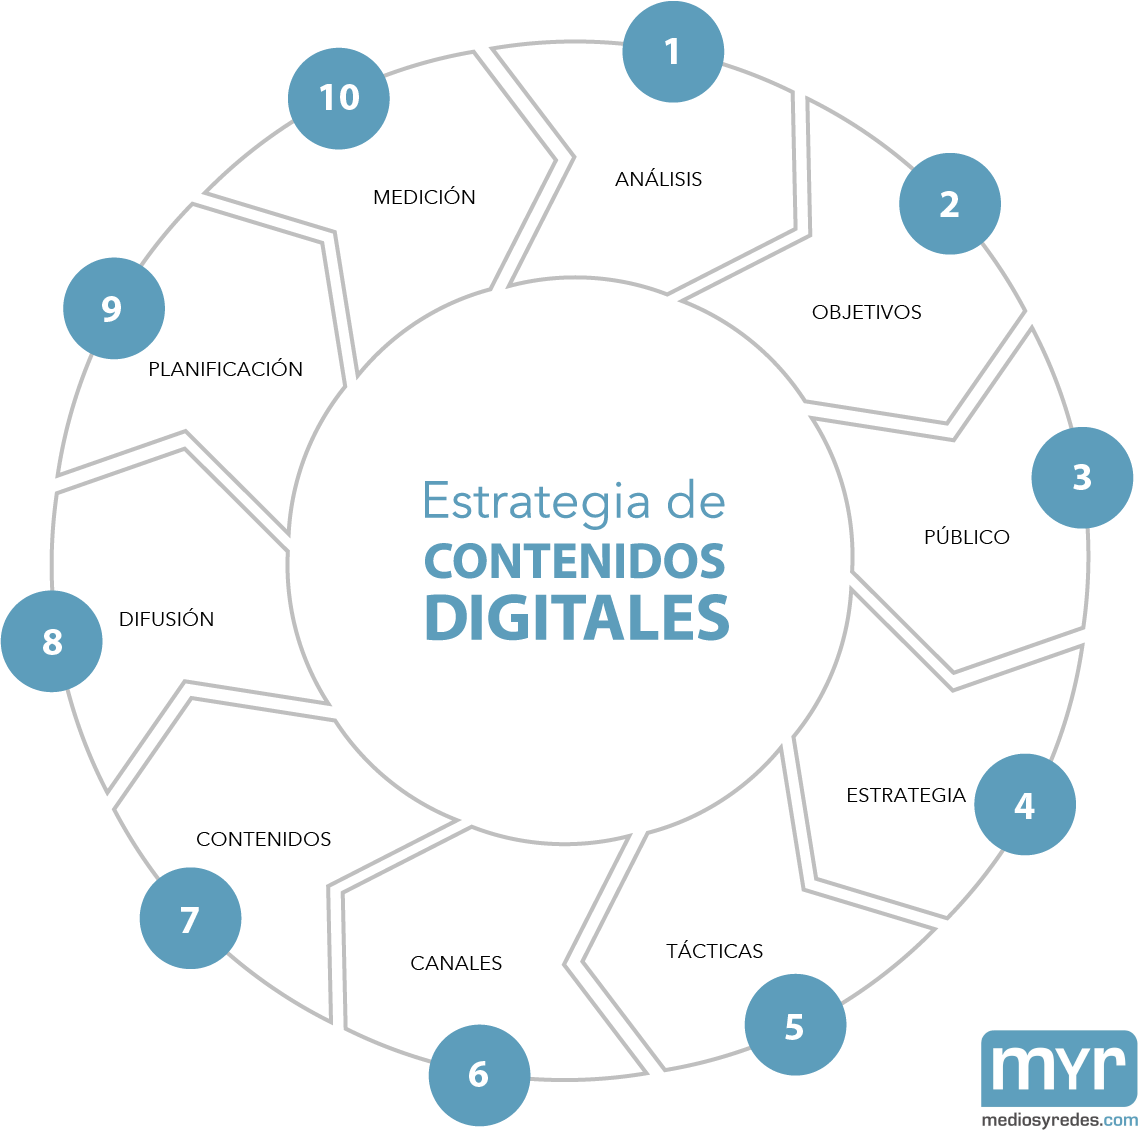 Estrategia de
CONTENIDOS
DIGITALES
1
ANÁLISIS
2
OBJETIVOS
3
PÚBLICO
4
ESTRATEGIA
5
TÁCTICAS
6
CANALES
7
CONTENIDOS
8
DIFUSIÓN
9
PLANIFICACIÓN
10
MEDICIÓN
myr
mediosyredes.com